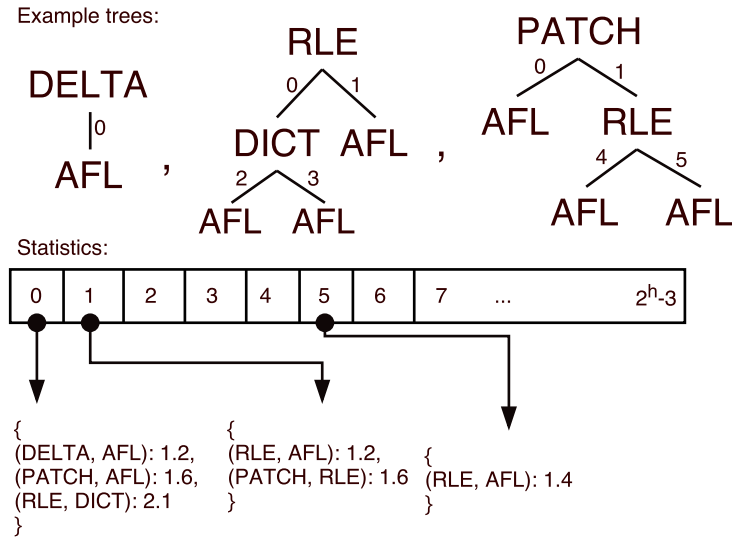 Example trees:
DELTA
0
AFL
,
RLE
0 1
DICT AFL
2 3
AFL AFL
,
PATCH
0 1
AFL RLE
4 5
AFL AFL
Statistics:
0 1 2 3 4 5 6 7 ... 2^h-3
{
(DELTA, AFL): 1.2,
(PATCH, AFL): 1.6,
(RLE, DICT): 2.1
}
{
(RLE, AFL): 1.2,
(PATCH, RLE): 1.6
}
{
(RLE, AFL): 1.4
}